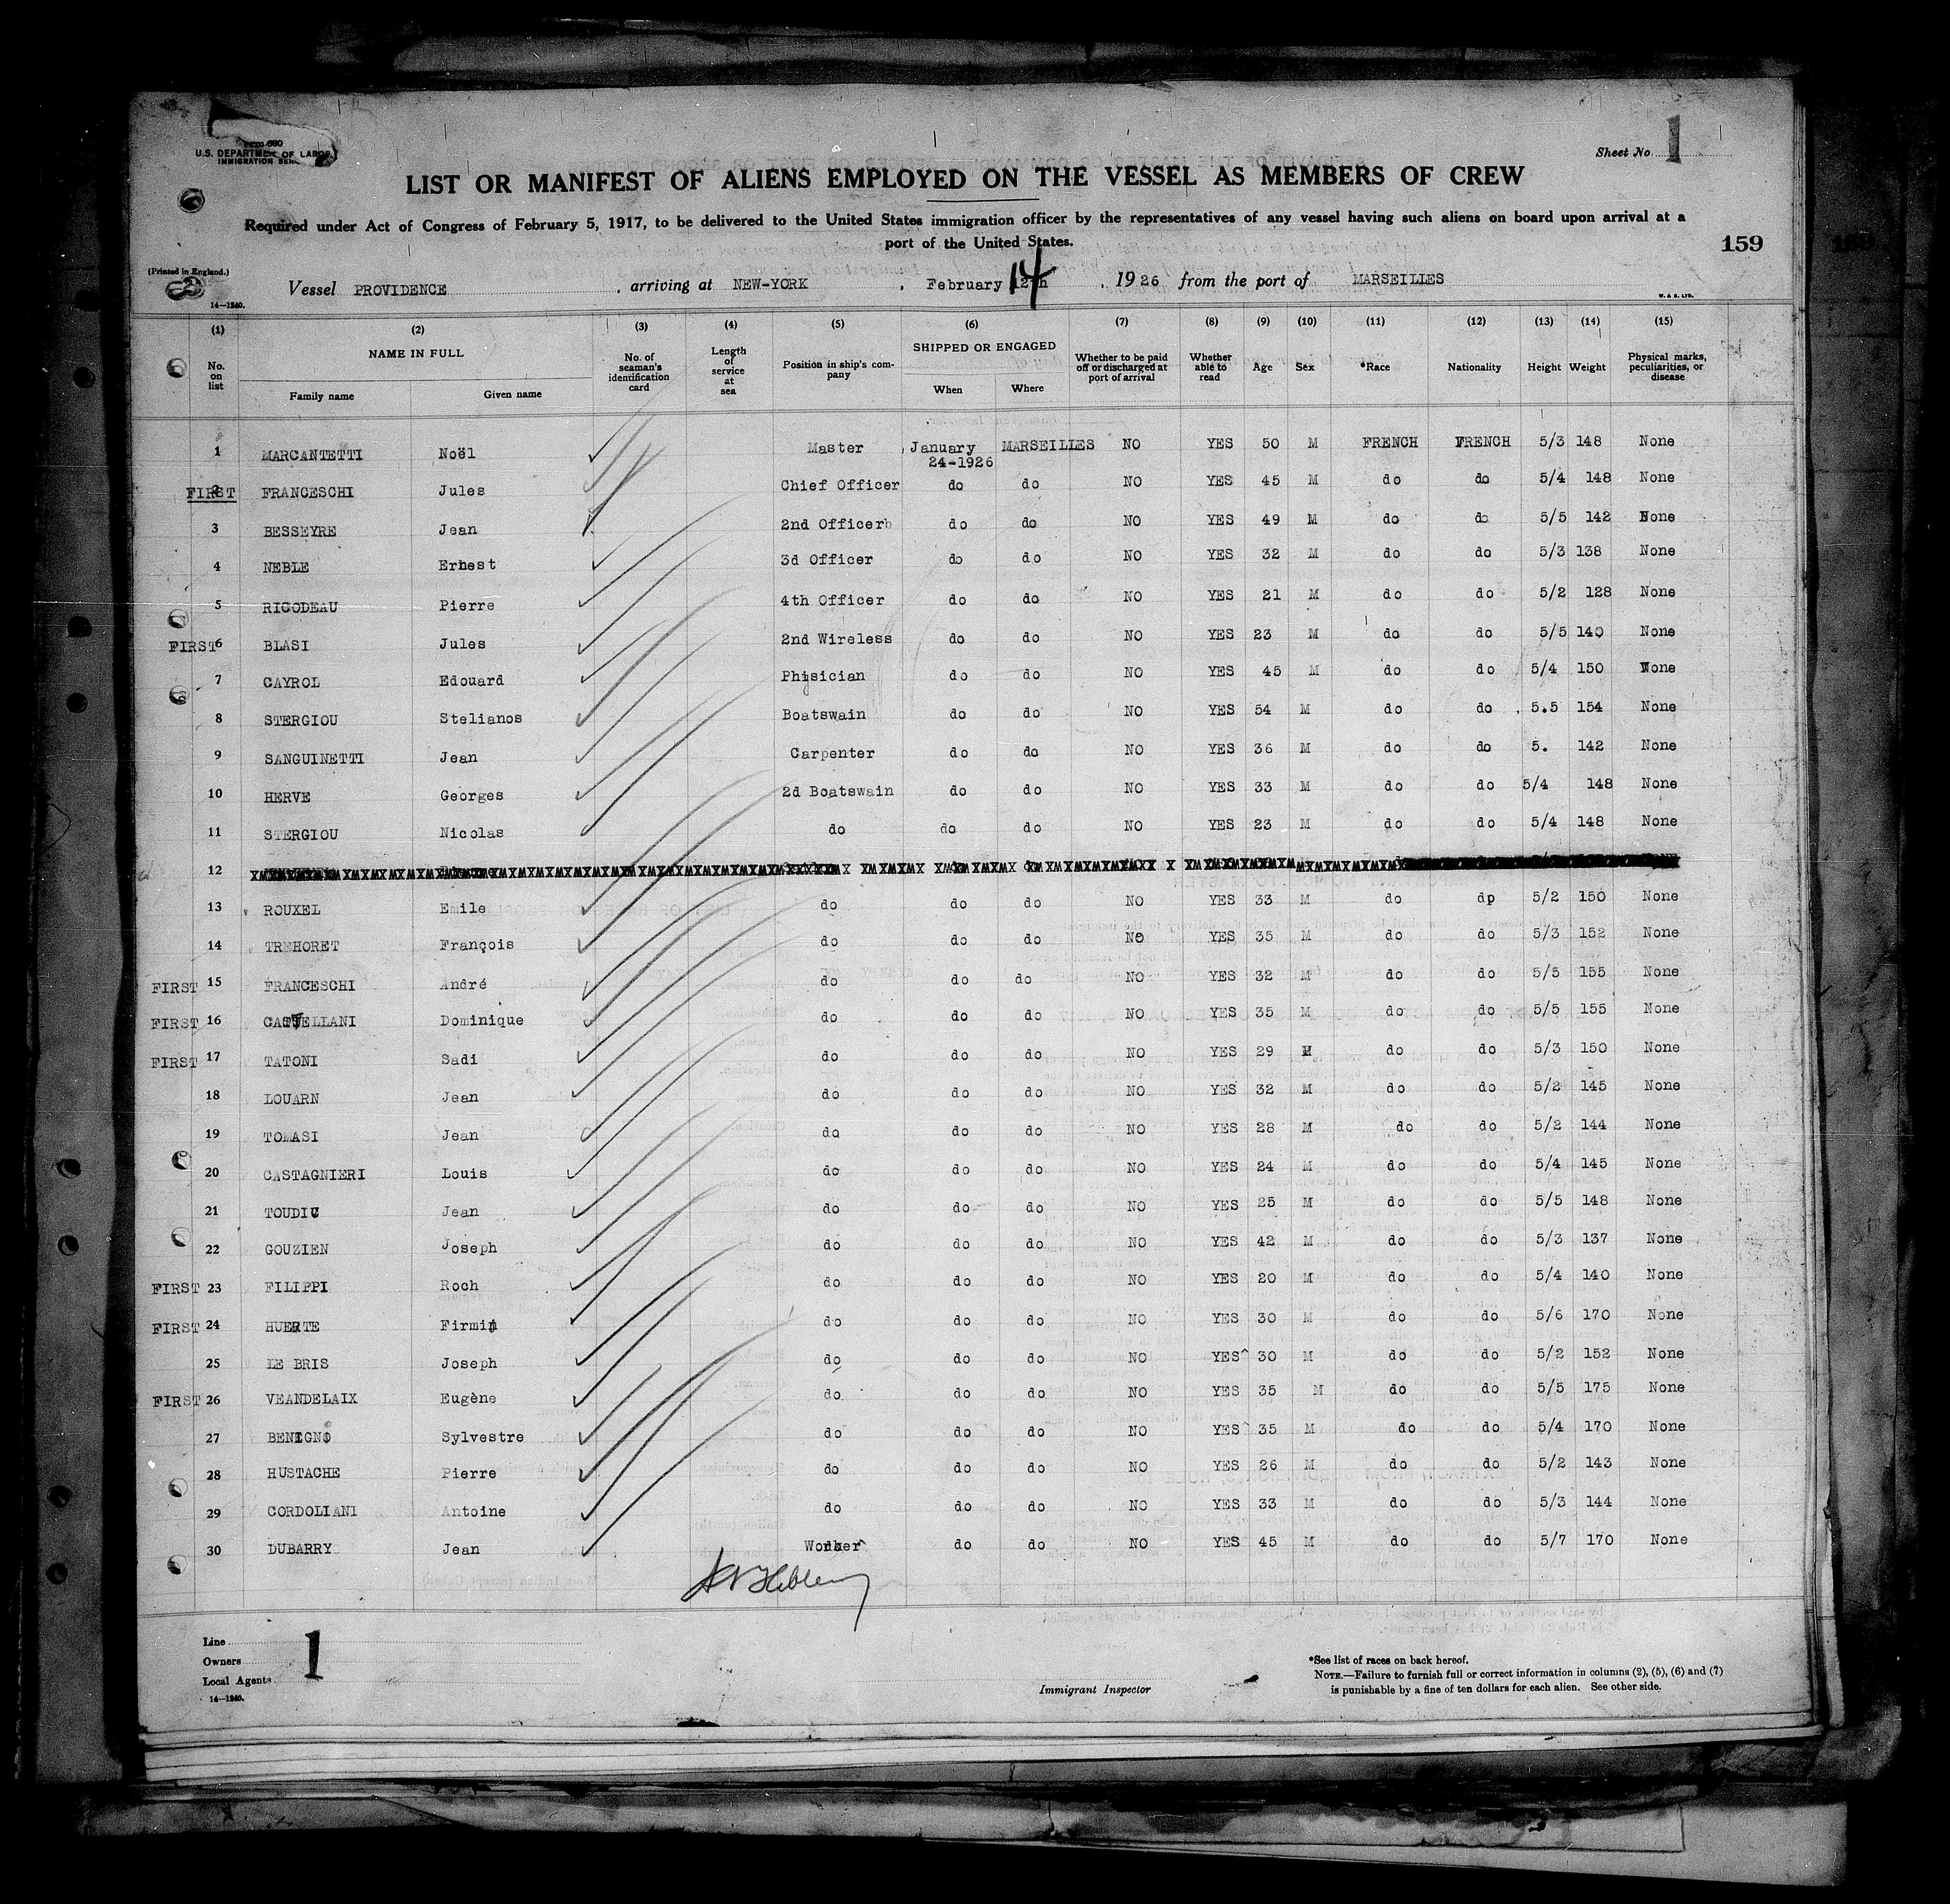 Form 680
U.S. DEPARTMENT OF LABOR
IMMIGRATION
Sheet No. 1
LIST OR MANIFEST OF ALIENS EMPLOYED ON THE VESSEL AS MEMBERS OF CREW
Required under Act of Congress of February 5, 1917, to be delivered to the United States immigration officer by the representatives of any vessel having such aliens on board upon arrival at a
port of the United States.
159
(Printed in England.)
14—1240.
Vessel PROVIDENCE , arriving at NEW-YORK , February 14 12th , 1926 from the port of MARSEILLES
W. & S. LTD.
(1) (2) (3) (4) (5) (6) (7) (8) (9) (10) (11) (12) (13) (14) (15)
No. on list NAME IN FULL Family name Given name No. of seaman's identification card Length of service at sea Position in ship's company SHIPPED OR ENGAGED When Where Whether to be paid off or discharged at port of arrival Whether able to read Age Sex *Race Nationality Height Weight Physical marks, peculiarities, or disease
1 MARCANTETTI Noël Master January 24-1926 MARSEILLES NO YES 50 M FRENCH FRENCH 5/3 148 None
FIRST 2 FRANCESCHI Jules Chief Officer do do NO YES 45 M do do 5/4 148 None
3 BESSEYRE Jean 2nd Officer do do NO YES 49 M do do 5/5 142 None
4 NEBLE Ernest 3d Officer do do NO YES 32 M do do 5/3 138 None
5 RIGODEAU Pierre 4th Officer do do NO YES 21 M do do 5/2 128 None
FIRST 6 BLASI Jules 2nd Wireless do do NO YES 23 M do do 5/5 140 None
7 CAYROL Edouard Physician do do NO YES 45 M do do 5/4 150 None
8 STERGIOU Stelianos Boatswain do do NO YES 54 M do do 5.5 154 None
9 SANGUINETTI Jean Carpenter do do NO YES 36 M do do 5. 142 None
10 HERVE Georges 2d Boatswain do do NO YES 33 M do do 5/4 148 None
11 STERGIOU Nicolas do do do NO YES 23 M do do 5/4 148 None
12
13 ROUXEL Emile do do do NO YES 33 M do dp 5/2 150 None
14 TREHORET François do do do NO YES 35 M do do 5/3 152 None
FIRST 15 FRANCESCHI André do do do NO YES 32 M do do 5/5 155 None
FIRST 16 CASTELLANI Dominique do do do NO YES 35 M do do 5/5 155 None
FIRST 17 TATONI Sadi do do do NO YES 29 M do do 5/3 150 None
18 LOUARN Jean do do do NO YES 32 M do do 5/2 145 None
19 TOMASI Jean do do do NO YES 28 M do do 5/2 144 None
20 CASTAGNIERI Louis do do do NO YES 24 M do do 5/4 145 None
21 TOUDIC Jean do do do NO YES 25 M do do 5/5 148 None
22 GOUZIEN Joseph do do do NO YES 42 M do do 5/3 137 None
FIRST 23 FILIPPI Roch do do do NO YES 20 M do do 5/4 140 None
FIRST 24 HUERTE Firmin do do do NO YES 30 M do do 5/6 170 None
25 LE BRIS Joseph do do do NO YES 30 M do do 5/2 152 None
FIRST 26 VEANDELAIX Eugène do do do NO YES 35 M do do 5/5 175 None
27 BENIGNO Sylvestre do do do NO YES 35 M do do 5/4 170 None
28 HUSTACHE Pierre do do do NO YES 26 M do do 5/2 143 None
29 CORDOLIANI Antoine do do do NO YES 33 M do do 5/3 144 None
30 DUBARRY Jean Worker do do NO YES 45 M do do 5/7 170 None
Line
Owners
Local Agents
1
14—1240.
Immigrant Inspector
*See list of races on back hereof.
NOTE.—Failure to furnish full or correct information in columns (2), (5), (6) and (7)
is punishable by a fine of ten dollars for each alien. See other side.